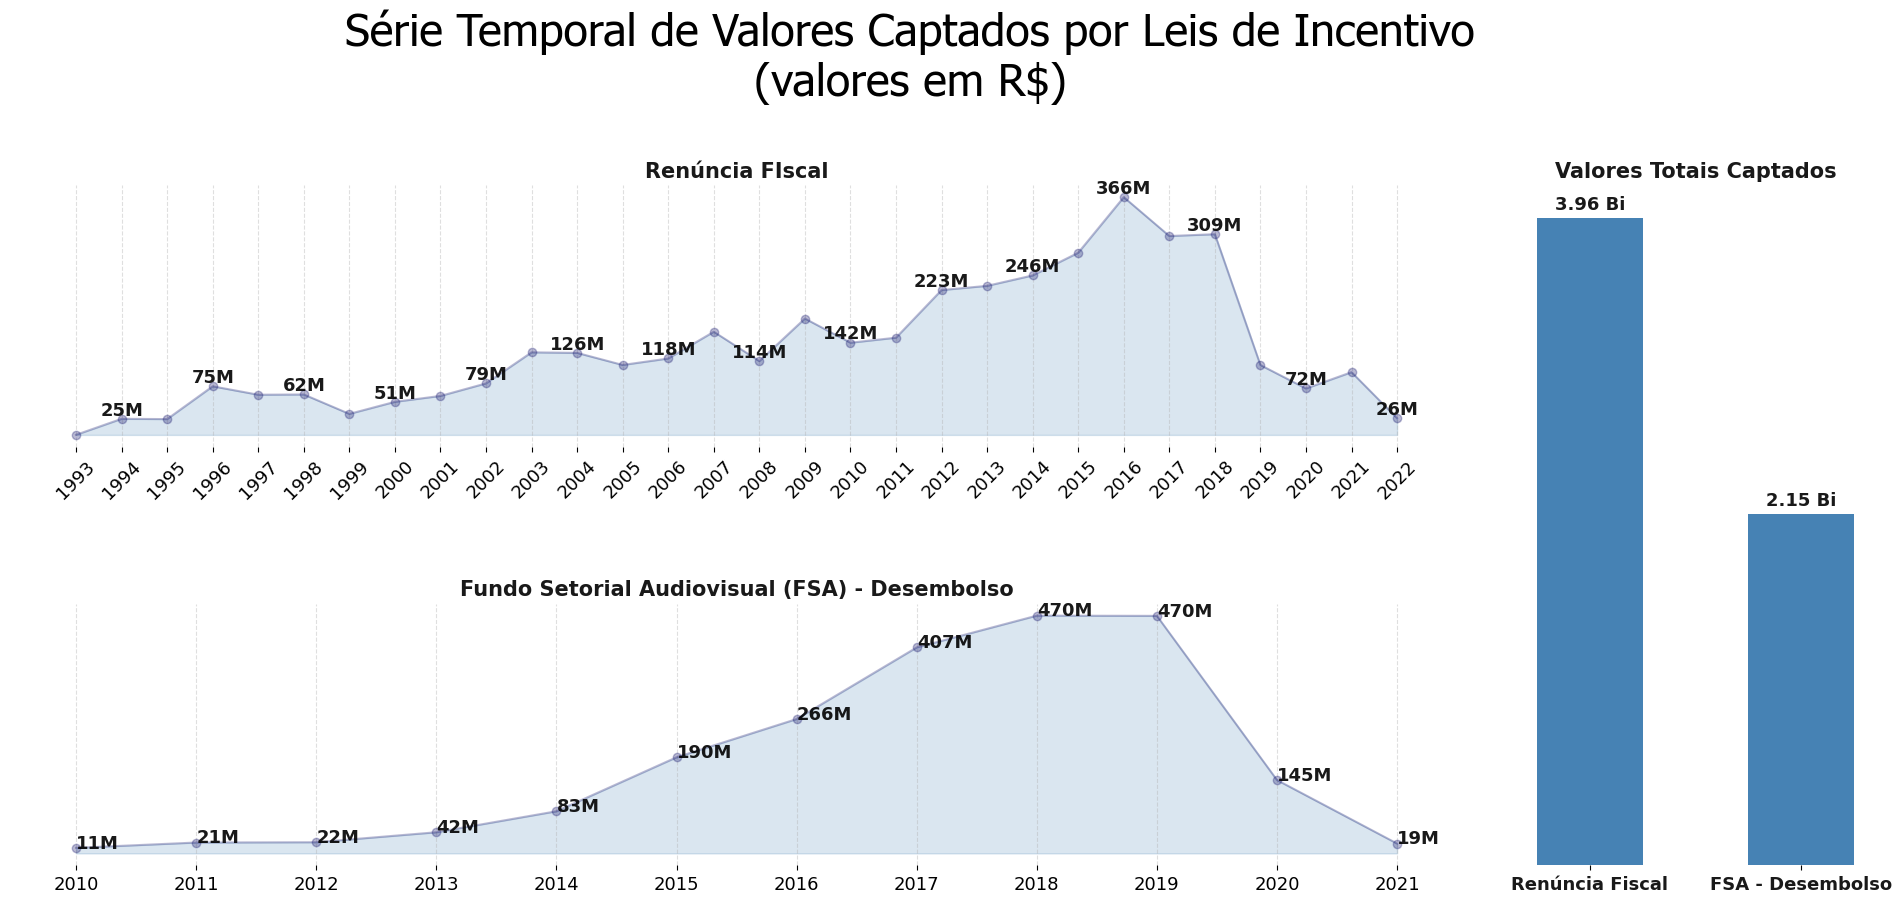 Série Temporal de Valores Captados por Leis de Incentivo
(valores em R$)
Renúncia FIscal
25M
75M
62M
51M
79M
126M
118M
114M
142M
223M
246M
366M
309M
72M
26M
1993 1994 1995 1996 1997 1998 1999 2000 2001 2002 2003 2004 2005 2006 2007 2008 2009 2010 2011 2012 2013 2014 2015 2016 2017 2018 2019 2020 2021 2022
Fundo Setorial Audiovisual (FSA) - Desembolso
11M
21M
22M
42M
83M
190M
266M
407M
470M
470M
145M
19M
2010 2011 2012 2013 2014 2015 2016 2017 2018 2019 2020 2021
Valores Totais Captados
3.96 Bi
2.15 Bi
Renúncia Fiscal FSA - Desembolso